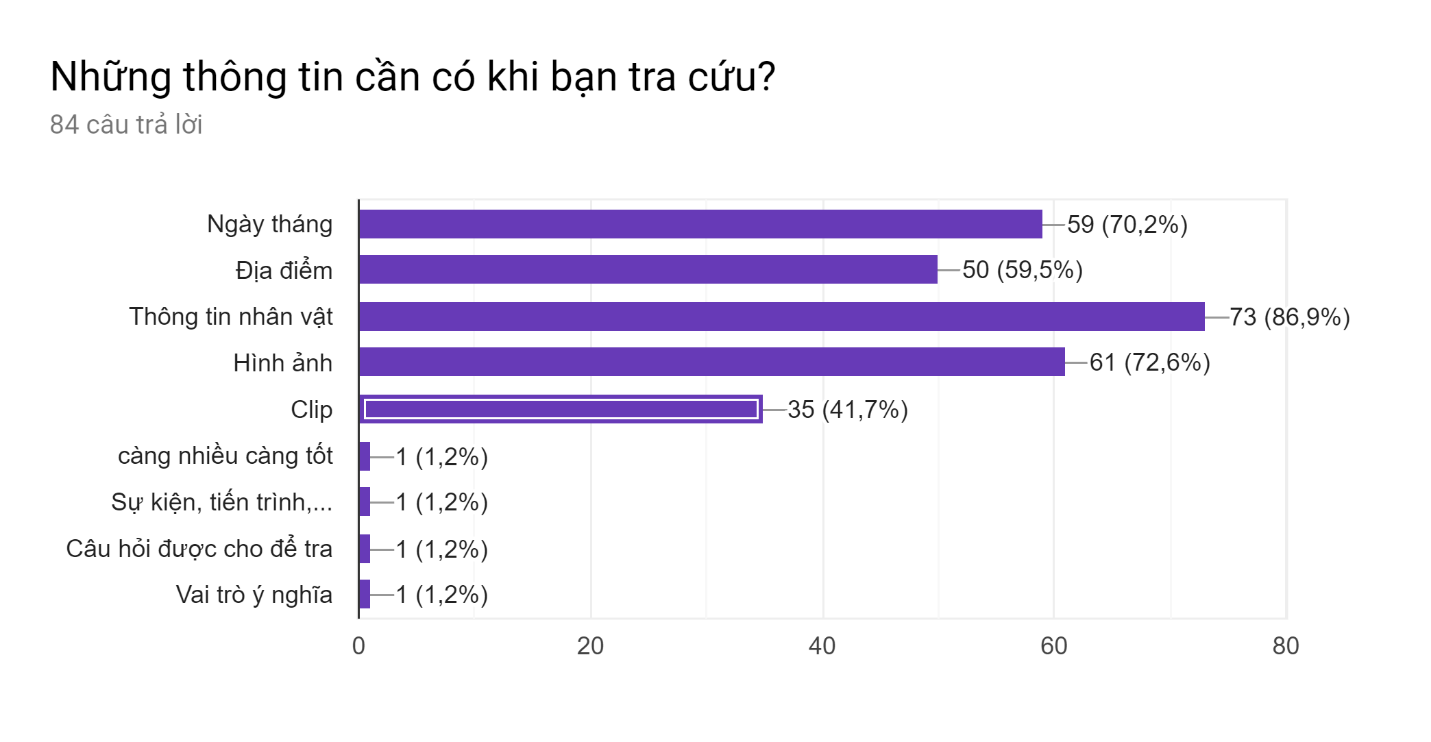 Những thông tin cần có khi bạn tra cứu?
84 câu trả lời
Ngày tháng 59 (70,2%)
Địa điểm 50 (59,5%)
Thông tin nhân vật 73 (86,9%)
Hình ảnh 61 (72,6%)
Clip 35 (41,7%)
càng nhiều càng tốt 1 (1,2%)
Sự kiện, tiến trình,... 1 (1,2%)
Câu hỏi được cho để tra 1 (1,2%)
Vai trò ý nghĩa 1 (1,2%)
0 20 40 60 80